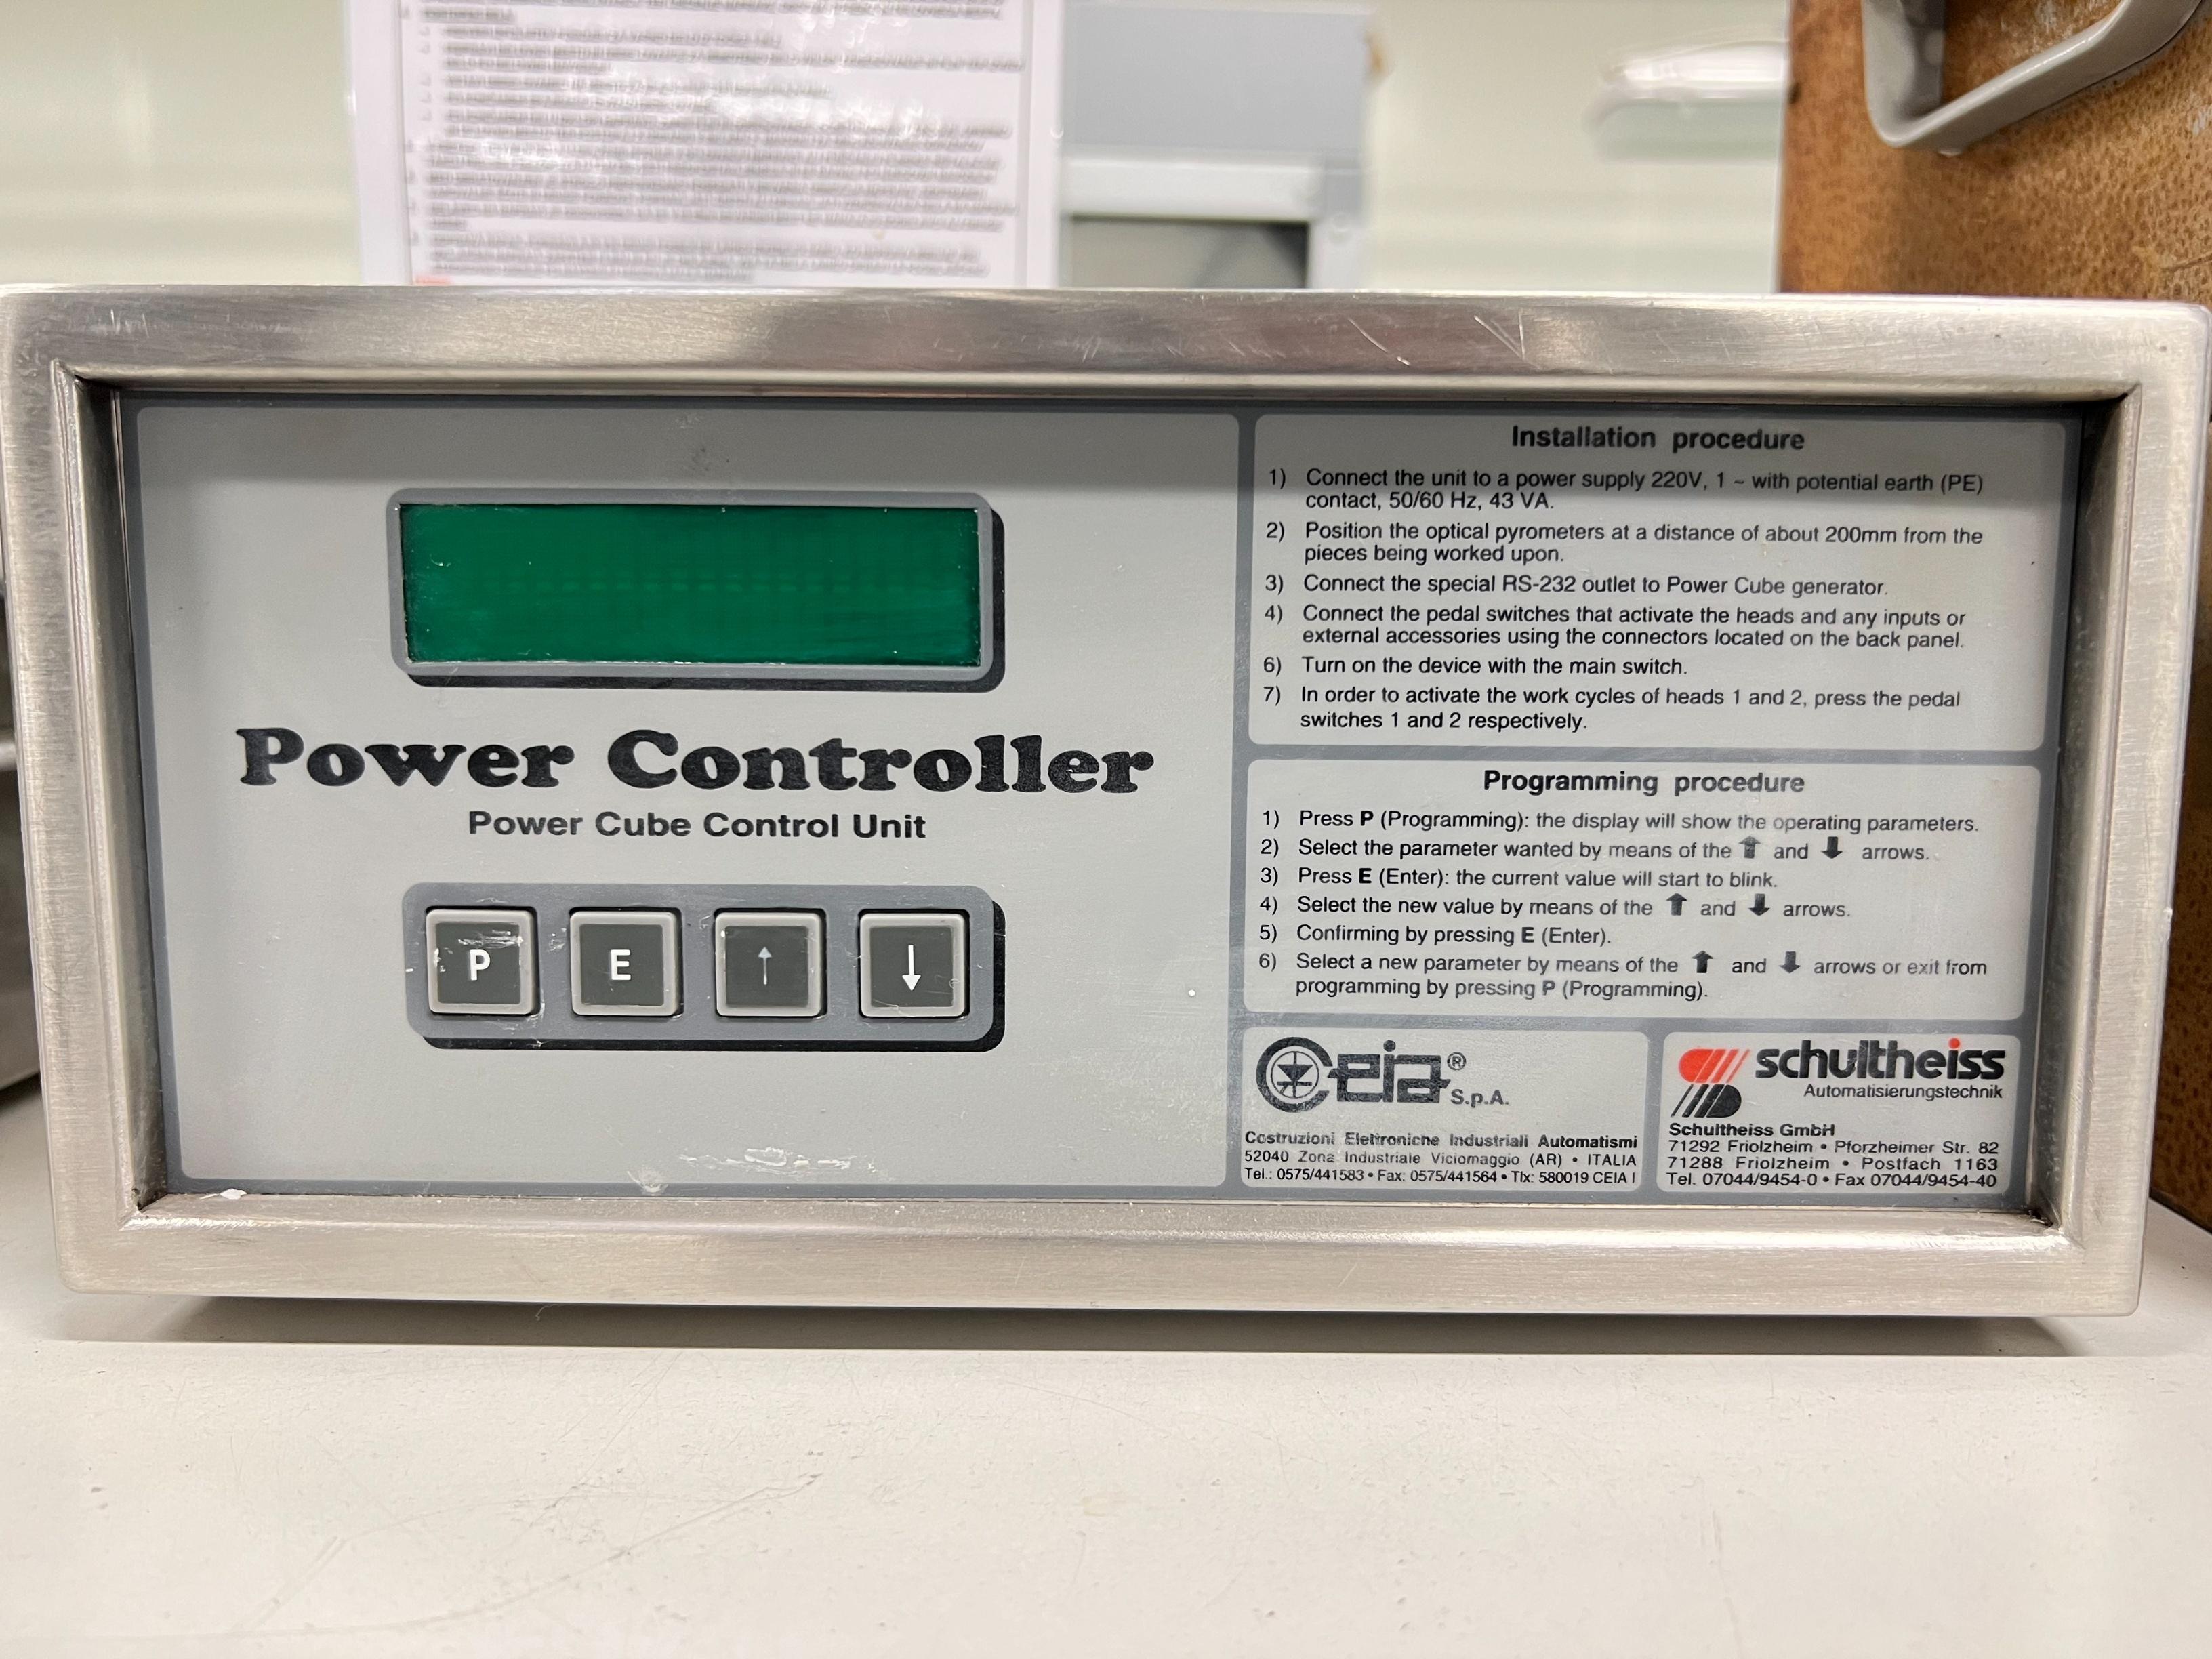 Power Controller
Power Cube Control Unit
P
E
↑
↓
Installation procedure
1) Connect the unit to a power supply 220V, 1 ~ with potential earth (PE)
contact, 50/60 Hz, 43 VA.
2) Position the optical pyrometers at a distance of about 200mm from the
pieces being worked upon.
3) Connect the special RS-232 outlet to Power Cube generator.
4) Connect the pedal switches that activate the heads and any inputs or
external accessories using the connectors located on the back panel.
6) Turn on the device with the main switch.
7) In order to activate the work cycles of heads 1 and 2, press the pedal
switches 1 and 2 respectively.
Programming procedure
1) Press P (Programming): the display will show the operating parameters.
2) Select the parameter wanted by means of the ⬆ and ⬇ arrows.
3) Press E (Enter): the current value will start to blink.
4) Select the new value by means of the ⬆ and ⬇ arrows.
5) Confirming by pressing E (Enter).
6) Select a new parameter by means of the ⬆ and ⬇ arrows or exit from
programming by pressing P (Programming).
Ceia® S.p.A.
Costruzioni Elettroniche Industriali Automatismi
52040 Zona Industriale Viciomaggio (AR) • ITALIA
Tel.: 0575/441583 • Fax: 0575/441564 • Tlx: 580019 CEIA I
schultheiss
Automatisierungstechnik
Schultheiss GmbH
71292 Friolzheim • Pforzheimer Str. 82
71288 Friolzheim • Postfach 1163
Tel. 07044/9454-0 • Fax 07044/9454-40